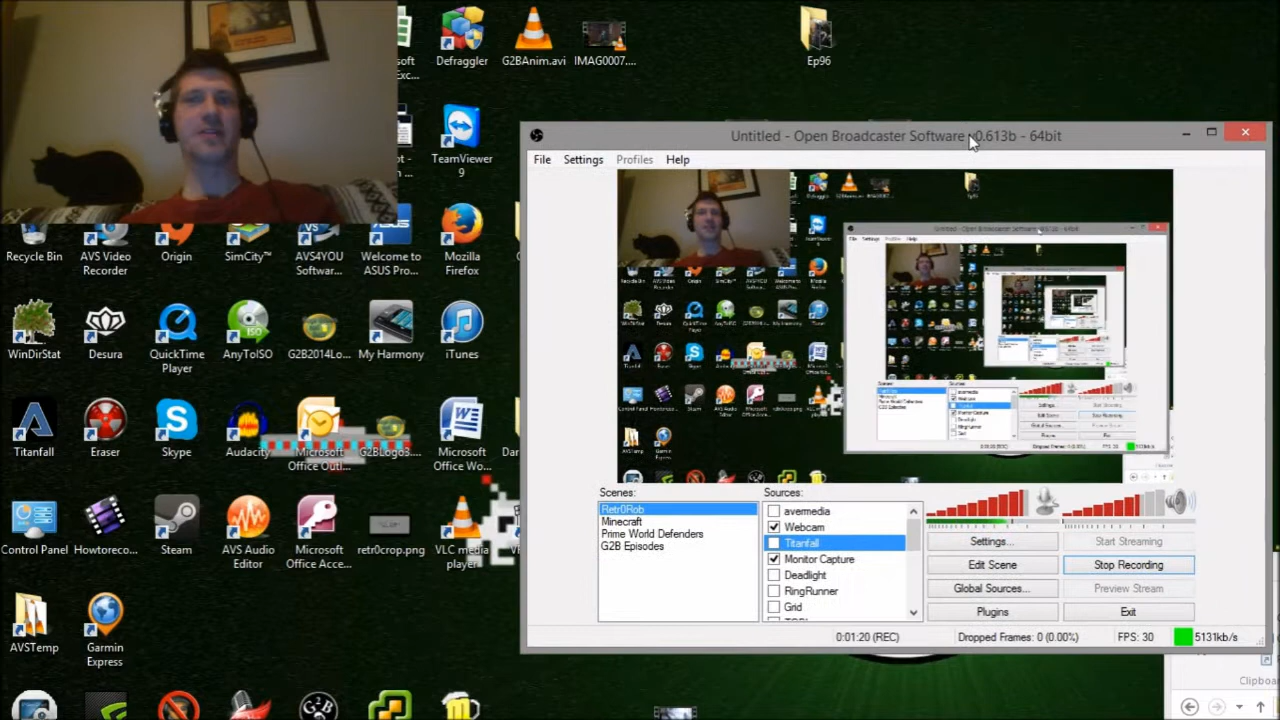 soft
Exc...
Defraggler
G2BAnim.avi
IMAG0007....
Ep96
TeamViewer
9
Untitled - Open Broadcaster Software v0.613b - 64bit
File Settings Profiles Help
Recycle Bin
AVS Video
Recorder
Origin
SimCity™
AVS4YOU
Softwar...
Welcome to
ASUS Pro...
Mozilla
Firefox
WinDirStat
Desura
QuickTime
Player
AnyToISO
G2B2014Lo...
My Harmony
iTunes
Titanfall
Eraser
Skype
Audacity
Microsoft
Office Outl...
G2BLogo3....
Microsoft
Office Wo...
Control Panel
Howtoreco...
Steam
AVS Audio
Editor
Microsoft
Office Acce...
retr0crop.png
VLC media
player
AVSTemp
Garmin
Express
Scenes:
Retr0Rob
Minecraft
Prime World Defenders
G2B Episodes
Sources:
avermedia
Webcam
Titanfall
Monitor Capture
Deadlight
RingRunner
Grid
Settings...
Start Streaming
Edit Scene
Stop Recording
Global Sources...
Preview Stream
Plugins
Exit
0:01:20 (REC)
Dropped Frames: 0 (0.00%)
FPS: 30
5131kb/s
Clipboa